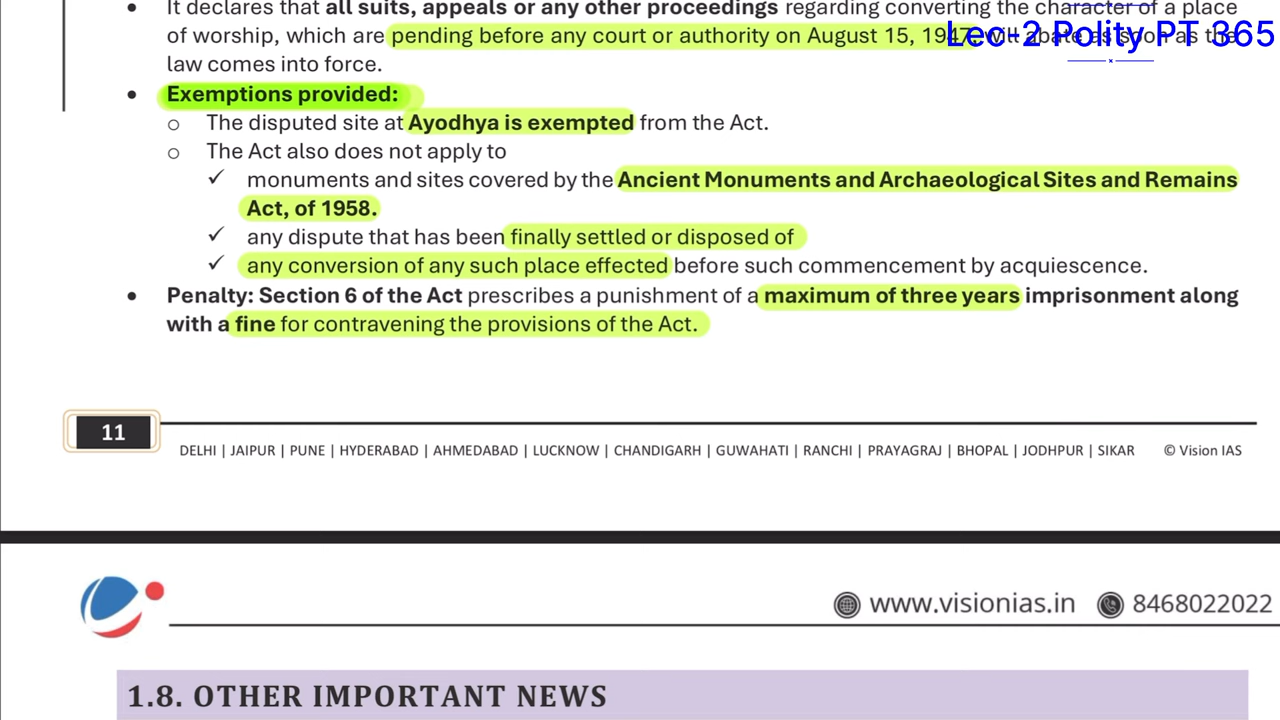 • It declares that all suits, appeals or any other proceedings regarding converting the character of a place
of worship, which are pending before any court or authority on August 15, 1947, will abate as soon as the
law comes into force.
Lec-2 Polity PT 365
• Exemptions provided:
o The disputed site at Ayodhya is exempted from the Act.
o The Act also does not apply to
✓ monuments and sites covered by the Ancient Monuments and Archaeological Sites and Remains
Act, of 1958.
✓ any dispute that has been finally settled or disposed of
✓ any conversion of any such place effected before such commencement by acquiescence.
• Penalty: Section 6 of the Act prescribes a punishment of a maximum of three years imprisonment along
with a fine for contravening the provisions of the Act.
11
DELHI | JAIPUR | PUNE | HYDERABAD | AHMEDABAD | LUCKNOW | CHANDIGARH | GUWAHATI | RANCHI | PRAYAGRAJ | BHOPAL | JODHPUR | SIKAR © Vision IAS
www.visionias.in 8468022022
1.8. OTHER IMPORTANT NEWS